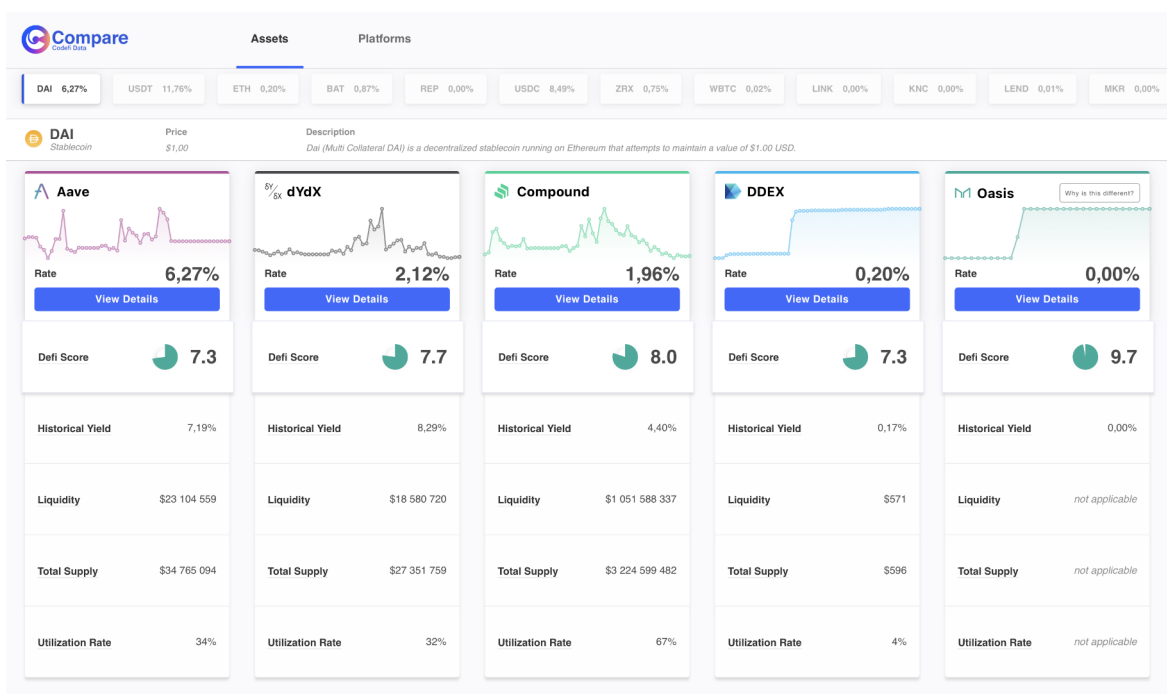 Compare
Codefi Data
Assets Platforms
DAI 6,27% USDT 11,76% ETH 0,20% BAT 0,87% REP 0,00% USDC 8,49% ZRX 0,75% WBTC 0,02% LINK 0,00% KNC 0,00% LEND 0,01% MKR 0,00%
DAI Price Description
Stablecoin $1,00 Dai (Multi Collateral DAI) is a decentralized stablecoin running on Ethereum that attempts to maintain a value of $1.00 USD.
Aave
Rate 6,27%
View Details
Defi Score 7.3
Historical Yield 7,19%
Liquidity $23 104 559
Total Supply $34 765 094
Utilization Rate 34%
δY/δX dYdX
Rate 2,12%
View Details
Defi Score 7.7
Historical Yield 8,29%
Liquidity $18 580 720
Total Supply $27 351 759
Utilization Rate 32%
Compound
Rate 1,96%
View Details
Defi Score 8.0
Historical Yield 4,40%
Liquidity $1 051 588 337
Total Supply $3 224 599 482
Utilization Rate 67%
DDEX
Rate 0,20%
View Details
Defi Score 7.3
Historical Yield 0,17%
Liquidity $571
Total Supply $596
Utilization Rate 4%
Oasis Why is this different?
Rate 0,00%
View Details
Defi Score 9.7
Historical Yield 0,00%
Liquidity not applicable
Total Supply not applicable
Utilization Rate not applicable